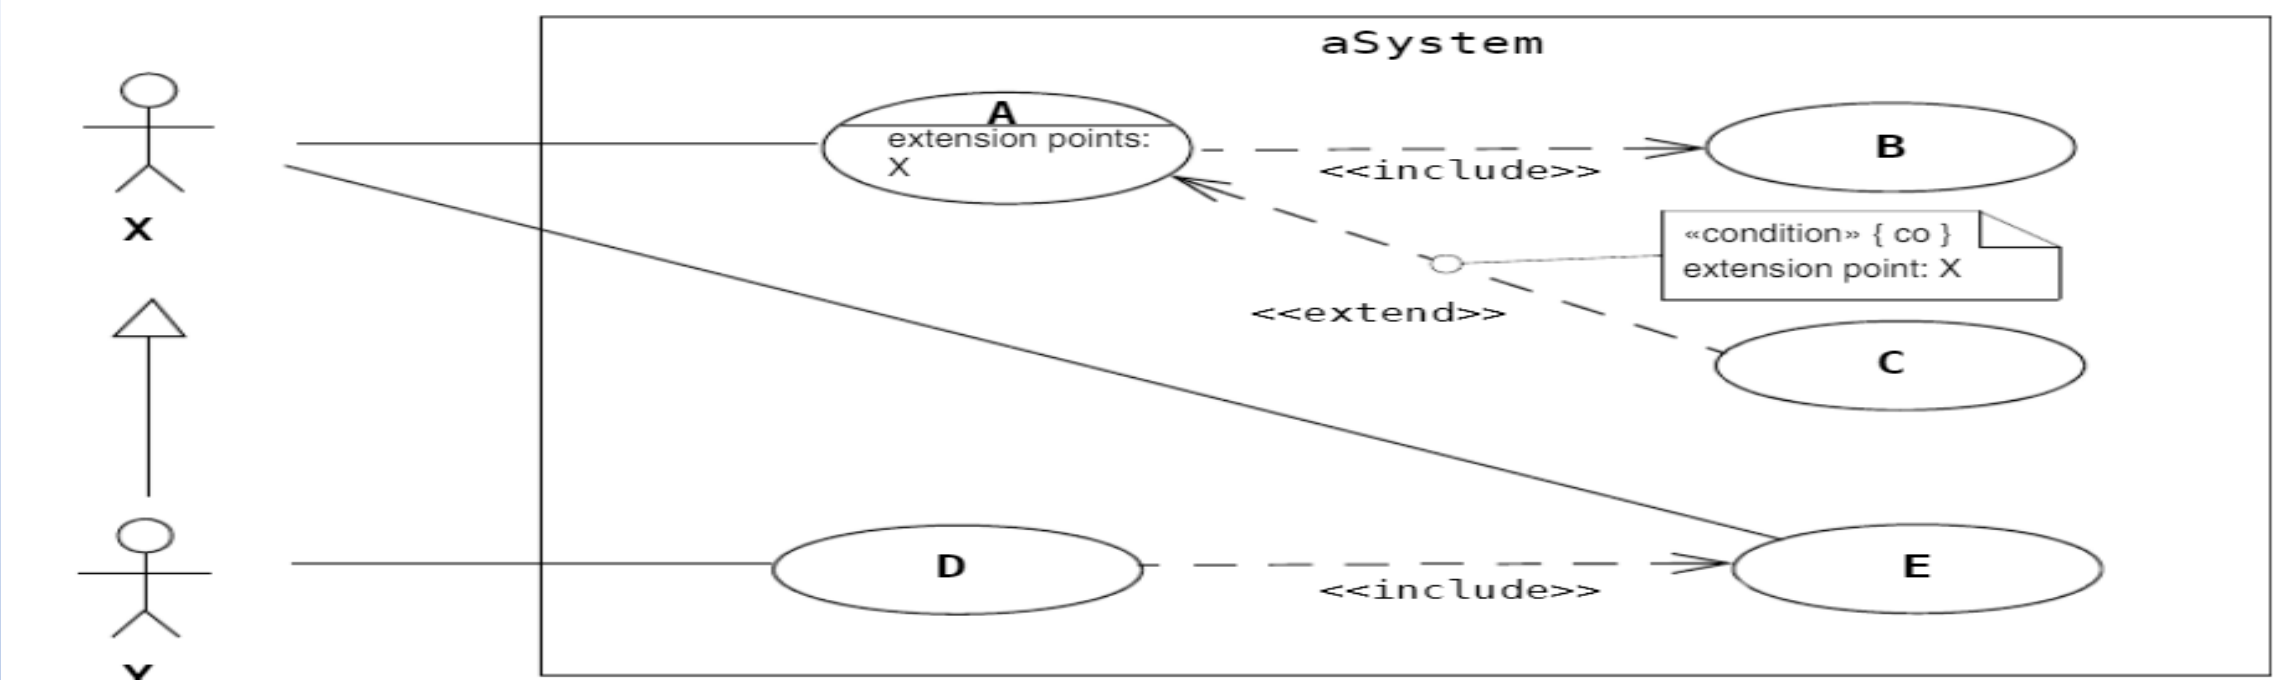 aSystem
A
extension points:
X
<<include>>
B
X
«condition» { co }
extension point: X
<<extend>>
C
D
<<include>>
E
Y